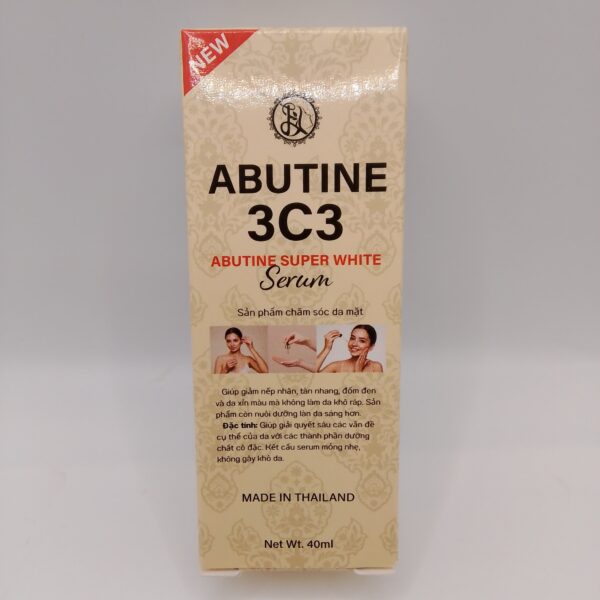 NEW
ABUTINE
3C3
ABUTINE SUPER WHITE
Serum
Sản phẩm chăm sóc da mặt
Giúp giảm nếp nhăn, tàn nhang, đốm đen
và da xỉn màu mà không làm da khô ráp. Sản
phẩm còn nuôi dưỡng làn da sáng hơn.
Đặc tính: Giúp giải quyết sâu các vấn đề
cụ thể của da với các thành phần dưỡng
chất cô đặc. Kết cấu serum mỏng nhẹ,
không gây khô da.
MADE IN THAILAND
Net Wt. 40ml